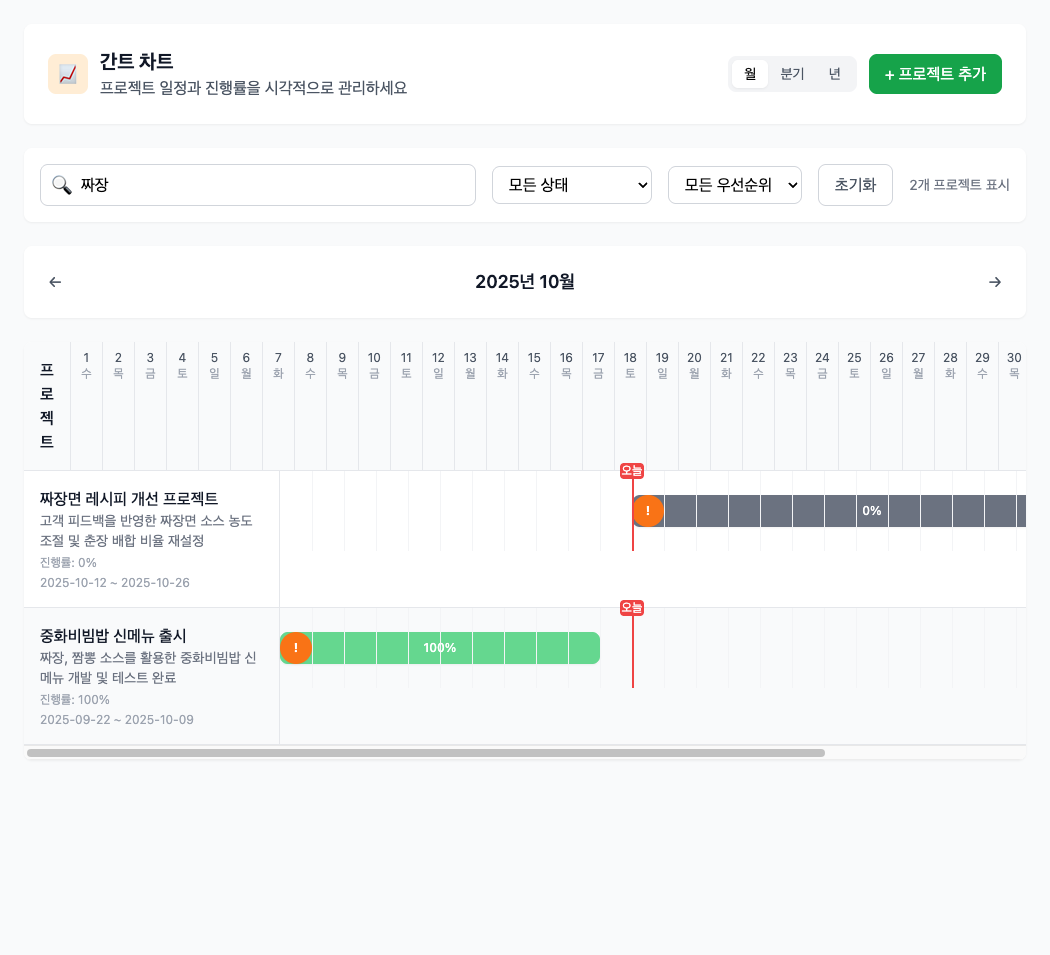 간트 차트
프로젝트 일정과 진행률을 시각적으로 관리하세요
월 분기 년
+ 프로젝트 추가
짜장
모든 상태
모든 우선순위
초기화
2개 프로젝트 표시
← 2025년 10월 →
프
로
젝
트
1 2 3 4 5 6 7 8 9 10 11 12 13 14 15 16 17 18 19 20 21 22 23 24 25 26 27 28 29 30
수 목 금 토 일 월 화 수 목 금 토 일 월 화 수 목 금 토 일 월 화 수 목 금 토 일 월 화 수 목
오늘
짜장면 레시피 개선 프로젝트
고객 피드백을 반영한 짜장면 소스 농도
조절 및 춘장 배합 비율 재설정
진행률: 0%
2025-10-12 ~ 2025-10-26
!
0%
오늘
중화비빔밥 신메뉴 출시
짜장, 짬뽕 소스를 활용한 중화비빔밥 신
메뉴 개발 및 테스트 완료
진행률: 100%
2025-09-22 ~ 2025-10-09
!
100%